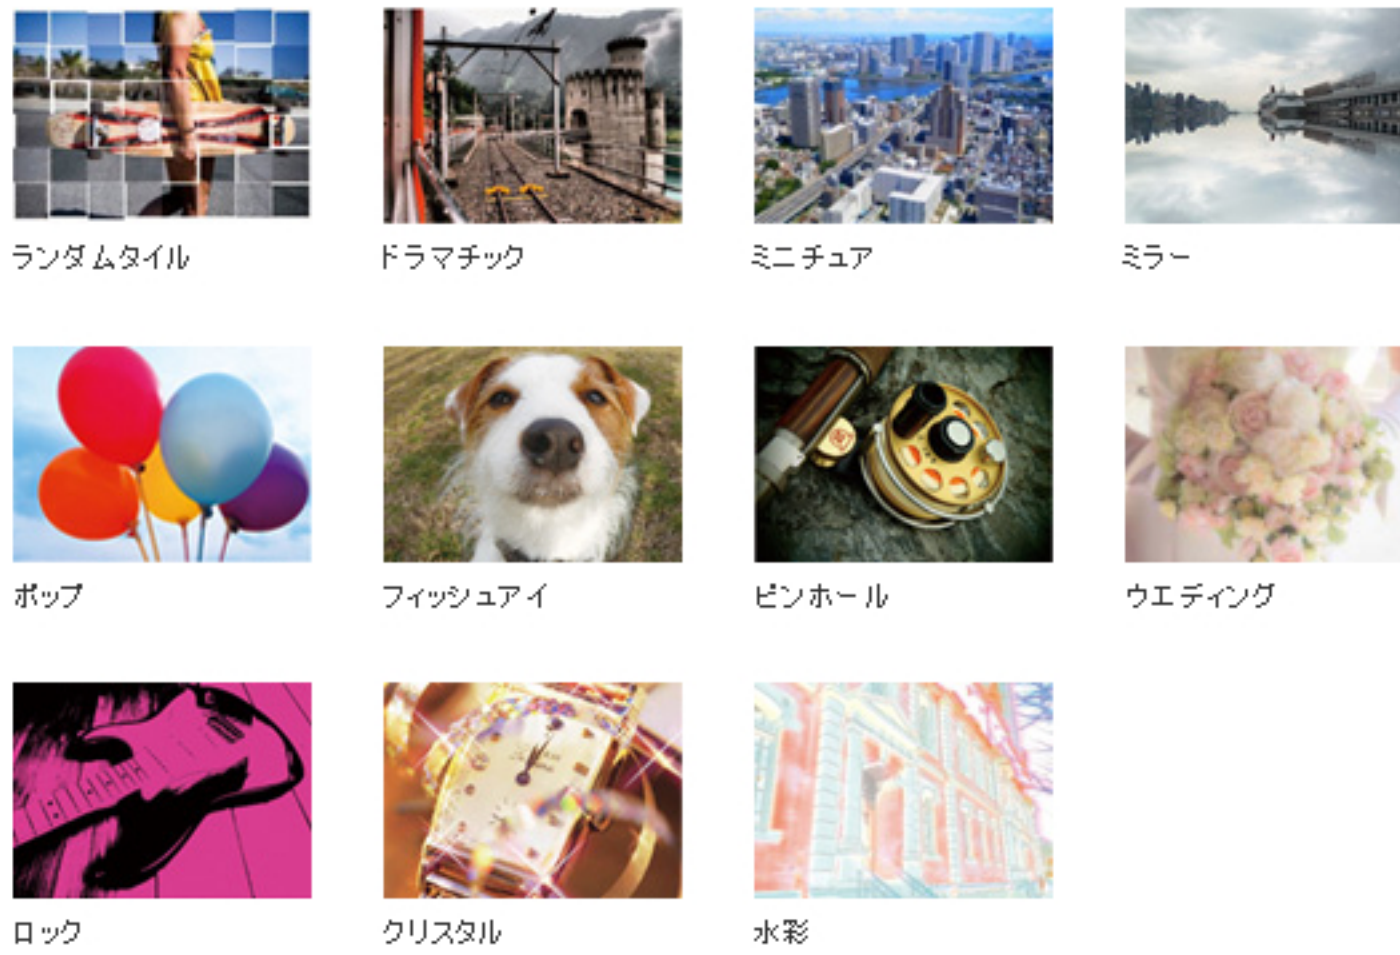 ランダムタイル
ドラマチック
ミニチュア
ミラー
ポップ
フィッシュアイ
ピンホール
ウエディング
ロック
クリスタル
水彩